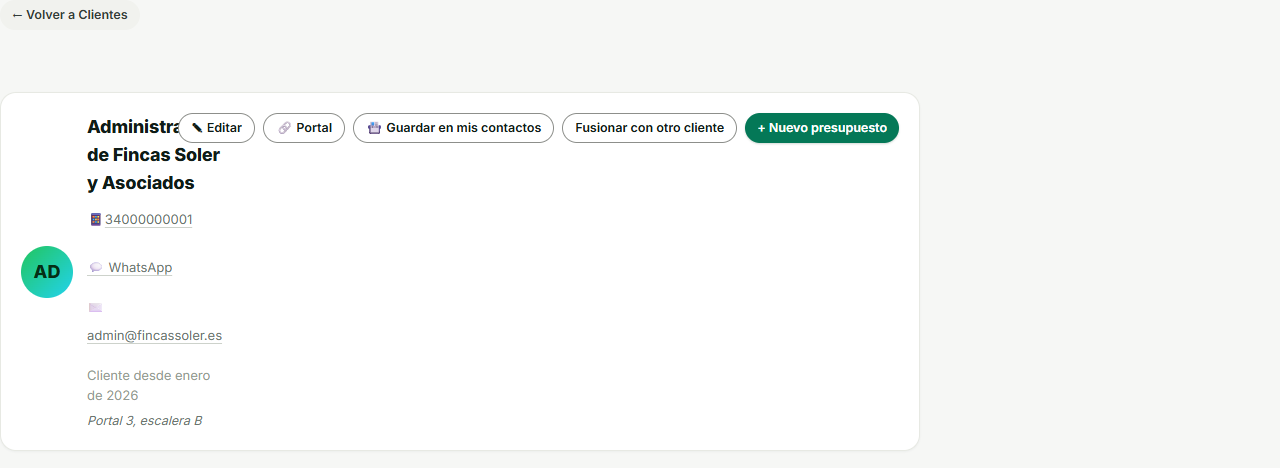 ← Volver a Clientes
Editar
Portal
Guardar en mis contactos
Fusionar con otro cliente
+ Nuevo presupuesto
de Fincas Soler
y Asociados
34000000001
AD
WhatsApp
admin@fincassoler.es
Cliente desde enero
de 2026
Portal 3, escalera B